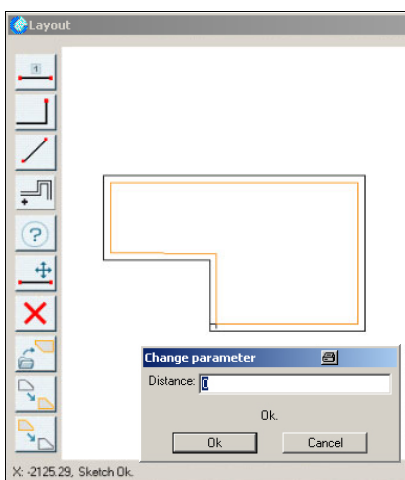 Layout
1
?
Change parameter
Distance: 0
Ok.
Ok Cancel
X: -2125.29, Sketch Ok.